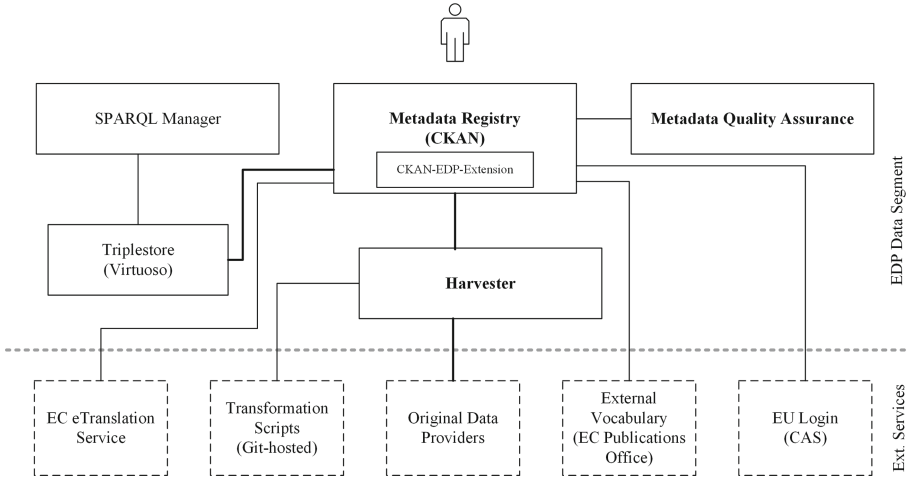 SPARQL Manager
Metadata Registry
(CKAN)
CKAN-EDP-Extension
Metadata Quality Assurance
Triplestore
(Virtuoso)
Harvester
EDP Data Segment
EC eTranslation
Service
Transformation
Scripts
(Git-hosted)
Original Data
Providers
External
Vocabulary
(EC Publications
Office)
EU Login
(CAS)
Ext. Services